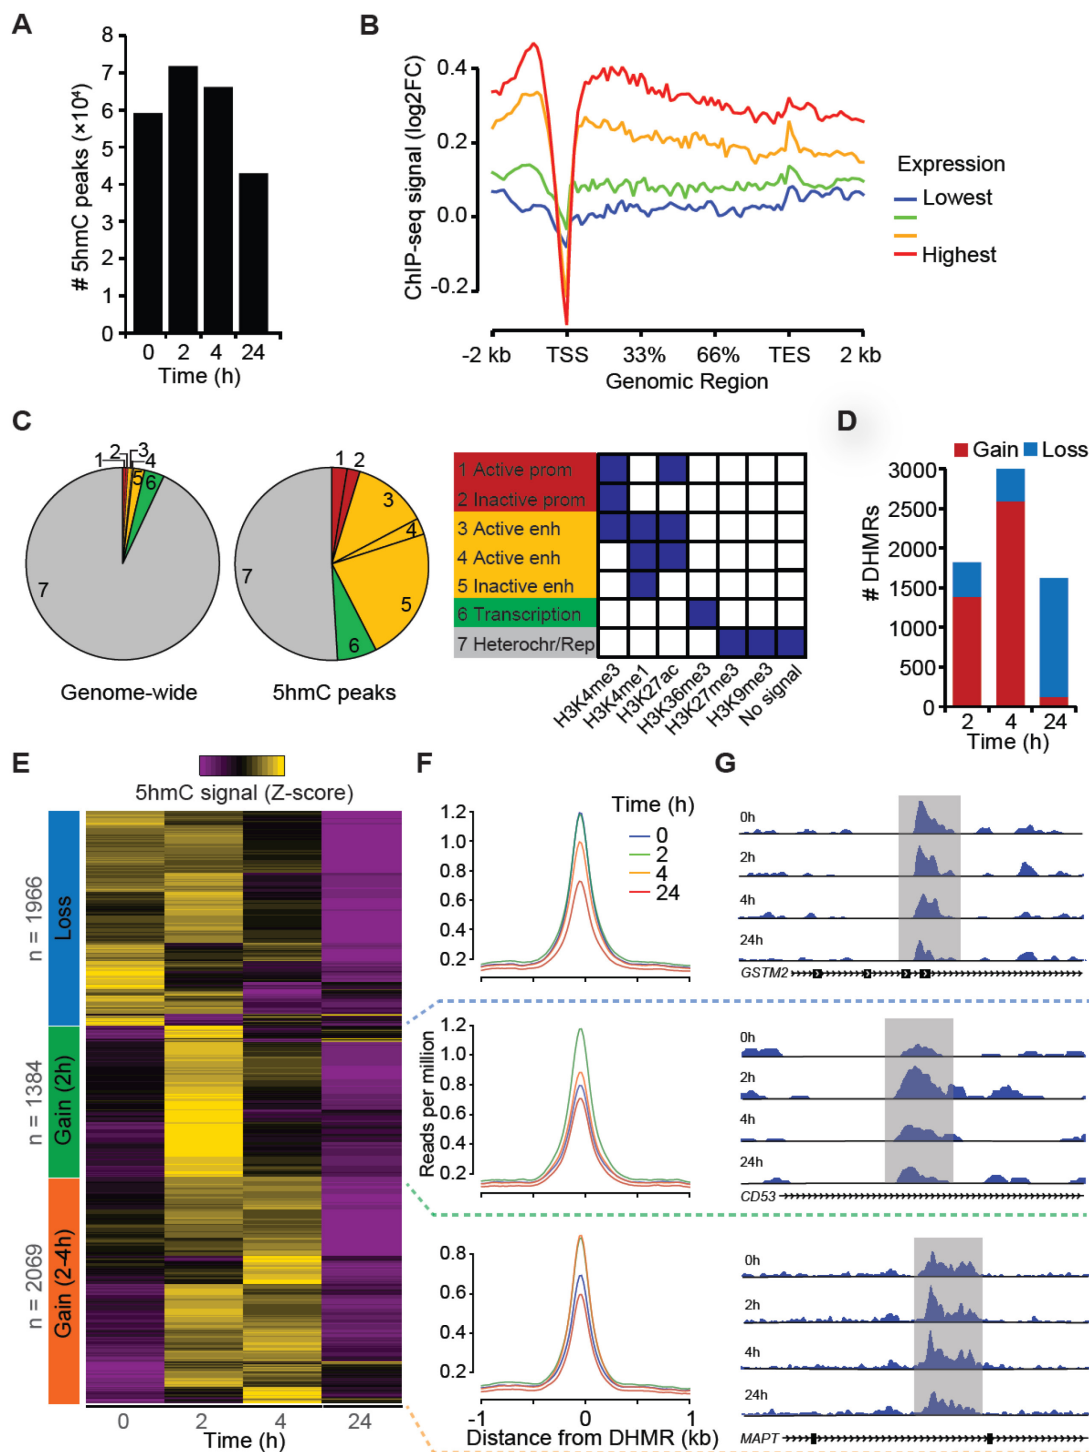 A
8
7
6
5
4
3
2
1
0
# 5hmC peaks (×10⁴)
0 2 4 24
Time (h)
B
0.4
0.2
0.0
-0.2
ChIP-seq signal (log2FC)
-2 kb TSS 33% 66% TES 2 kb
Genomic Region
Expression
Lowest
Highest
C
1 2 3 4 5 6 7
Genome-wide
1 2 3 4 5 6 7
5hmC peaks
1 Active prom
2 Inactive prom
3 Active enh
4 Active enh
5 Inactive enh
6 Transcription
7 Heterochr/Rep
H3K4me3
H3K4me1
H3K27ac
H3K36me3
H3K27me3
H3K9me3
No signal
D
Gain Loss
3000
2500
2000
1500
1000
500
0
# DHMRs
2 4 24
Time (h)
E
5hmC signal (Z-score)
n = 1966
Loss
n = 1384
Gain (2h)
n = 2069
Gain (2-4h)
0 2 4 24
Time (h)
F
Time (h)
0
2
4
24
1.2
1.0
0.8
0.6
0.4
0.2
1.2
1.0
0.8
0.6
0.4
0.2
Reads per million
0.8
0.6
0.4
0.2
-1 0 1
Distance from DHMR (kb)
G
0h
2h
4h
24h
GSTM2
0h
2h
4h
24h
CD53
0h
2h
4h
24h
MAPT